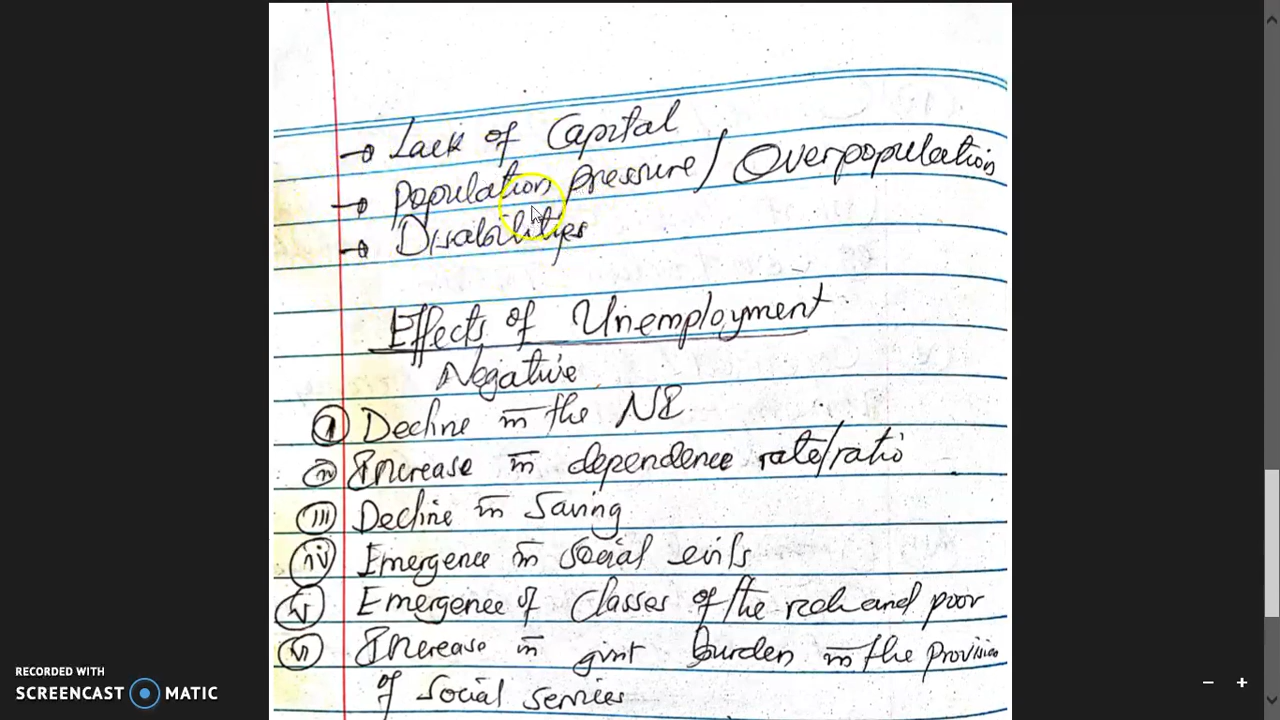 → Lack of Capital
→ Population pressure / Overpopulation
→ Disabilities
Effects of Unemployment
Negative
(i) Decline in the NI
(ii) Increase in dependence rate/ratio
(iii) Decline in Saving
(iv) Emergence in social evils
(v) Emergence of Classes of the rich and poor
(vi) Increase in gvnt burden in the provision
of social services
RECORDED WITH
SCREENCAST MATIC